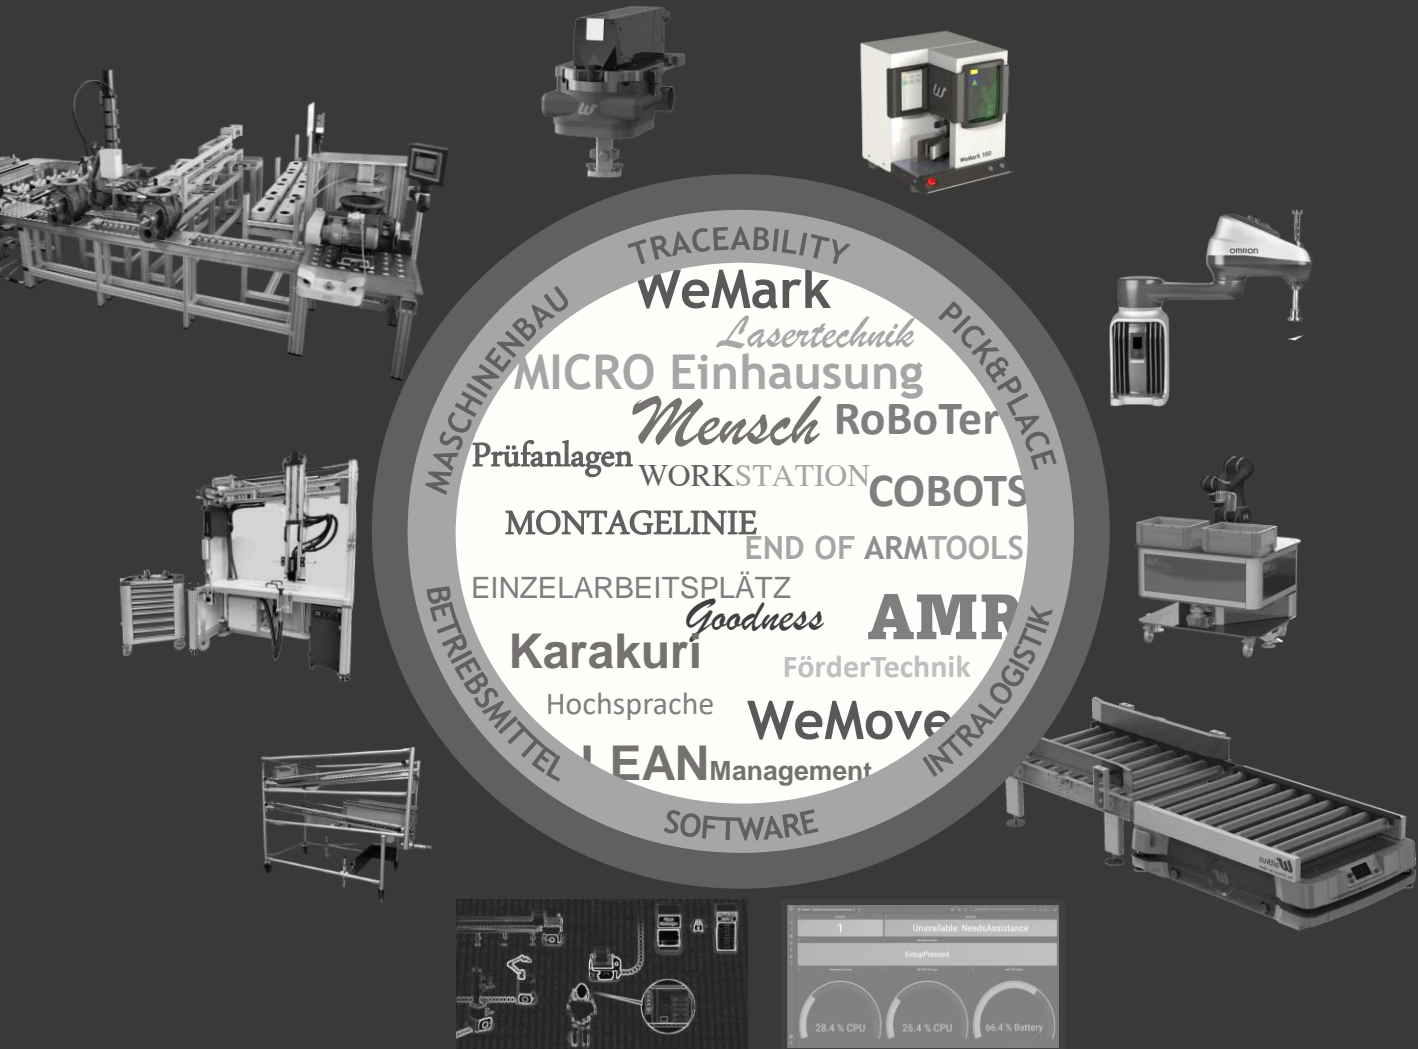 WeMark 100
OMRON
TRACEABILITY
PICK&PLACE
INTRALOGISTIK
SOFTWARE
BETRIEBSMITTEL
MASCHINENBAU
WeMark
Lasertechnik
MICRO Einhausung
Mensch RoBoTer
Prüfanlagen
WORKSTATION
COBOTS
MONTAGELINIE
END OF ARMTOOLS
EINZELARBEITSPLÄTZ
Goodness
AMR
Karakuri
FörderTechnik
Hochsprache
WeMove
LEANManagement
1
Unavailable: NeedsAssistance
EstopPressed
28.4 % CPU
26.4 % CPU
66.4 % Battery